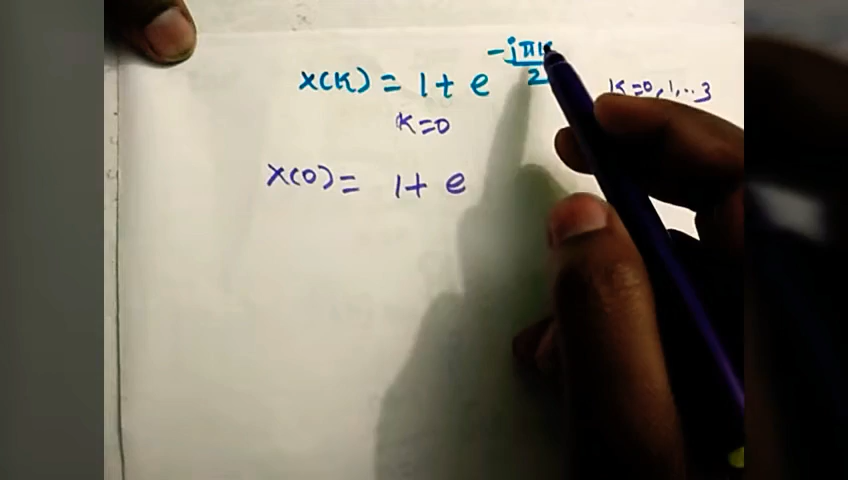 X(K) = 1 + e^{-jπK/2} K=0,1,...3
K=0
X(0) = 1 + e